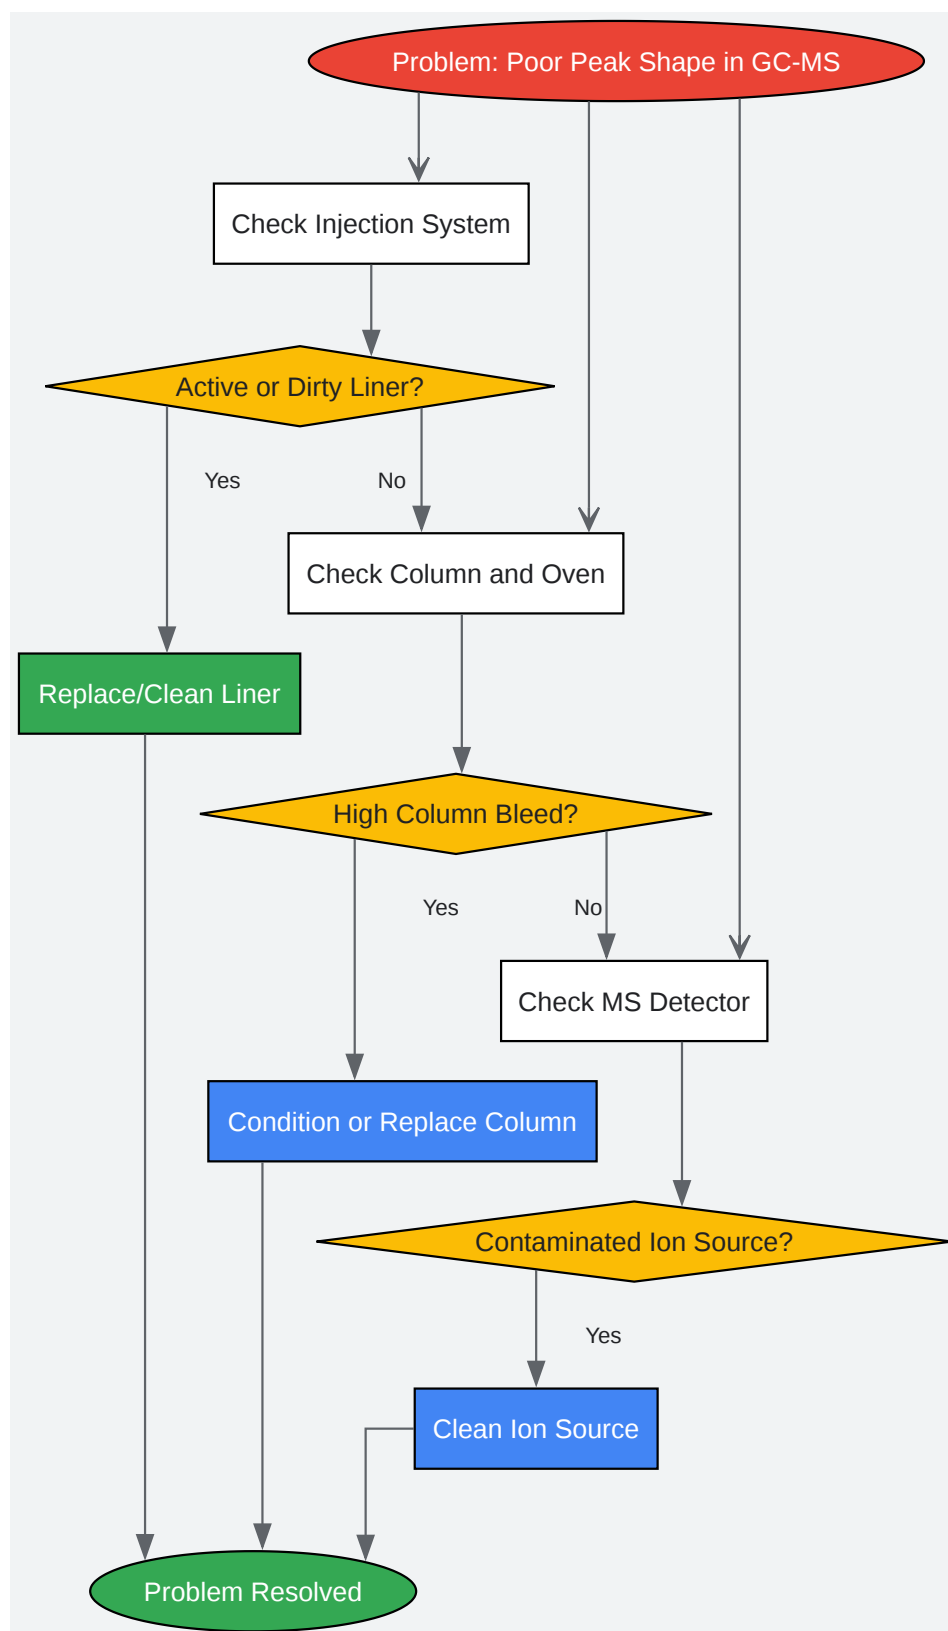 Problem: Poor Peak Shape in GC-MS
Check Injection System
Active or Dirty Liner?
Yes
No
Check Column and Oven
Replace/Clean Liner
High Column Bleed?
Yes
No
Check MS Detector
Condition or Replace Column
Contaminated Ion Source?
Yes
Clean Ion Source
Problem Resolved